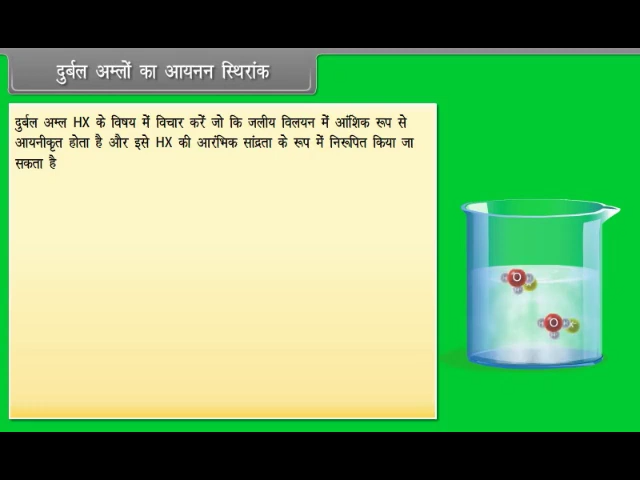 दुर्बल अम्लों का आयनन स्थिरांक
दुर्बल अम्ल HX के विषय में विचार करें जो कि जलीय विलयन में आंशिक रूप से
आयनीकृत होता है और इसे HX की आरंभिक सांद्रता के रूप में निरूपित किया जा
सकता है
O
O X